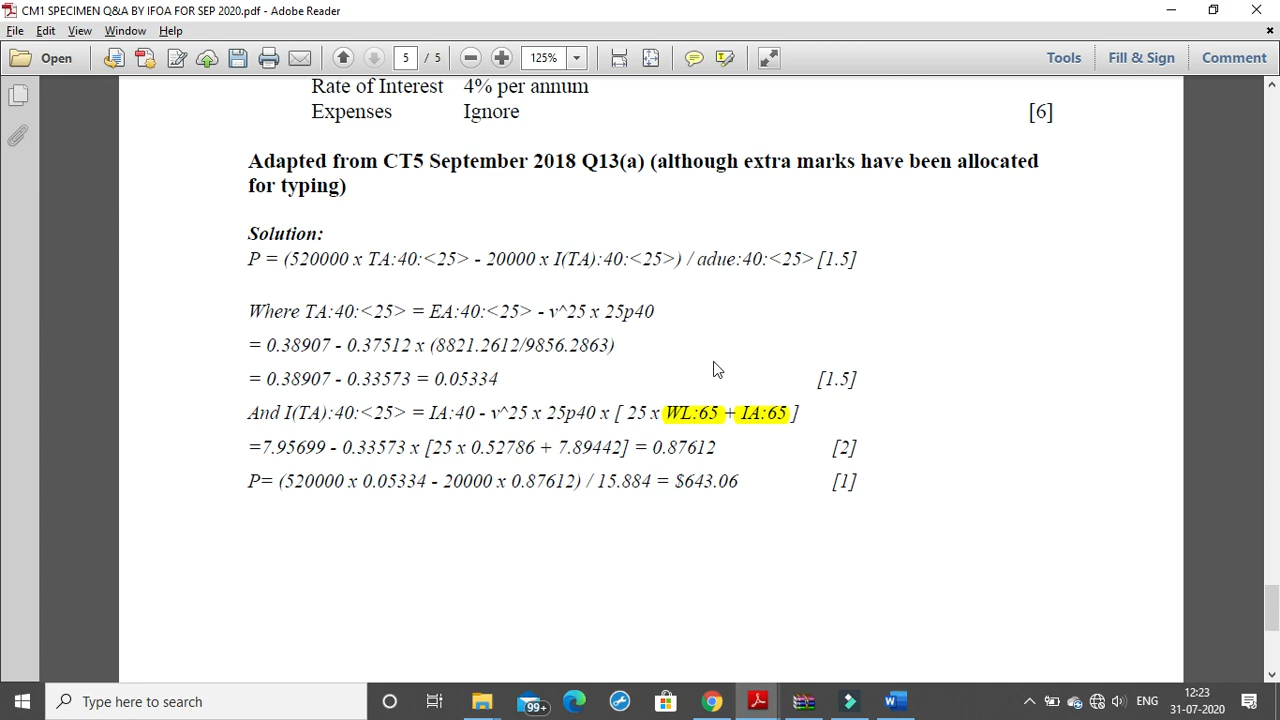 CM1 SPECIMEN Q&A BY IFOA FOR SEP 2020.pdf - Adobe Reader
File Edit View Window Help
Open 5 / 5 125% Tools Fill & Sign Comment
Rate of Interest 4% per annum
Expenses Ignore [6]
Adapted from CT5 September 2018 Q13(a) (although extra marks have been allocated
for typing)
Solution:
P = (520000 x TA:40:<25> - 20000 x I(TA):40:<25>) / adue:40:<25> [1.5]
Where TA:40:<25> = EA:40:<25> - v^25 x 25p40
= 0.38907 - 0.37512 x (8821.2612/9856.2863)
= 0.38907 - 0.33573 = 0.05334 [1.5]
And I(TA):40:<25> = IA:40 - v^25 x 25p40 x [ 25 x WL:65 + IA:65 ]
=7.95699 - 0.33573 x [25 x 0.52786 + 7.89442] = 0.87612 [2]
P= (520000 x 0.05334 - 20000 x 0.87612) / 15.884 = $643.06 [1]
Type here to search 99+ ENG 12:23
31-07-2020